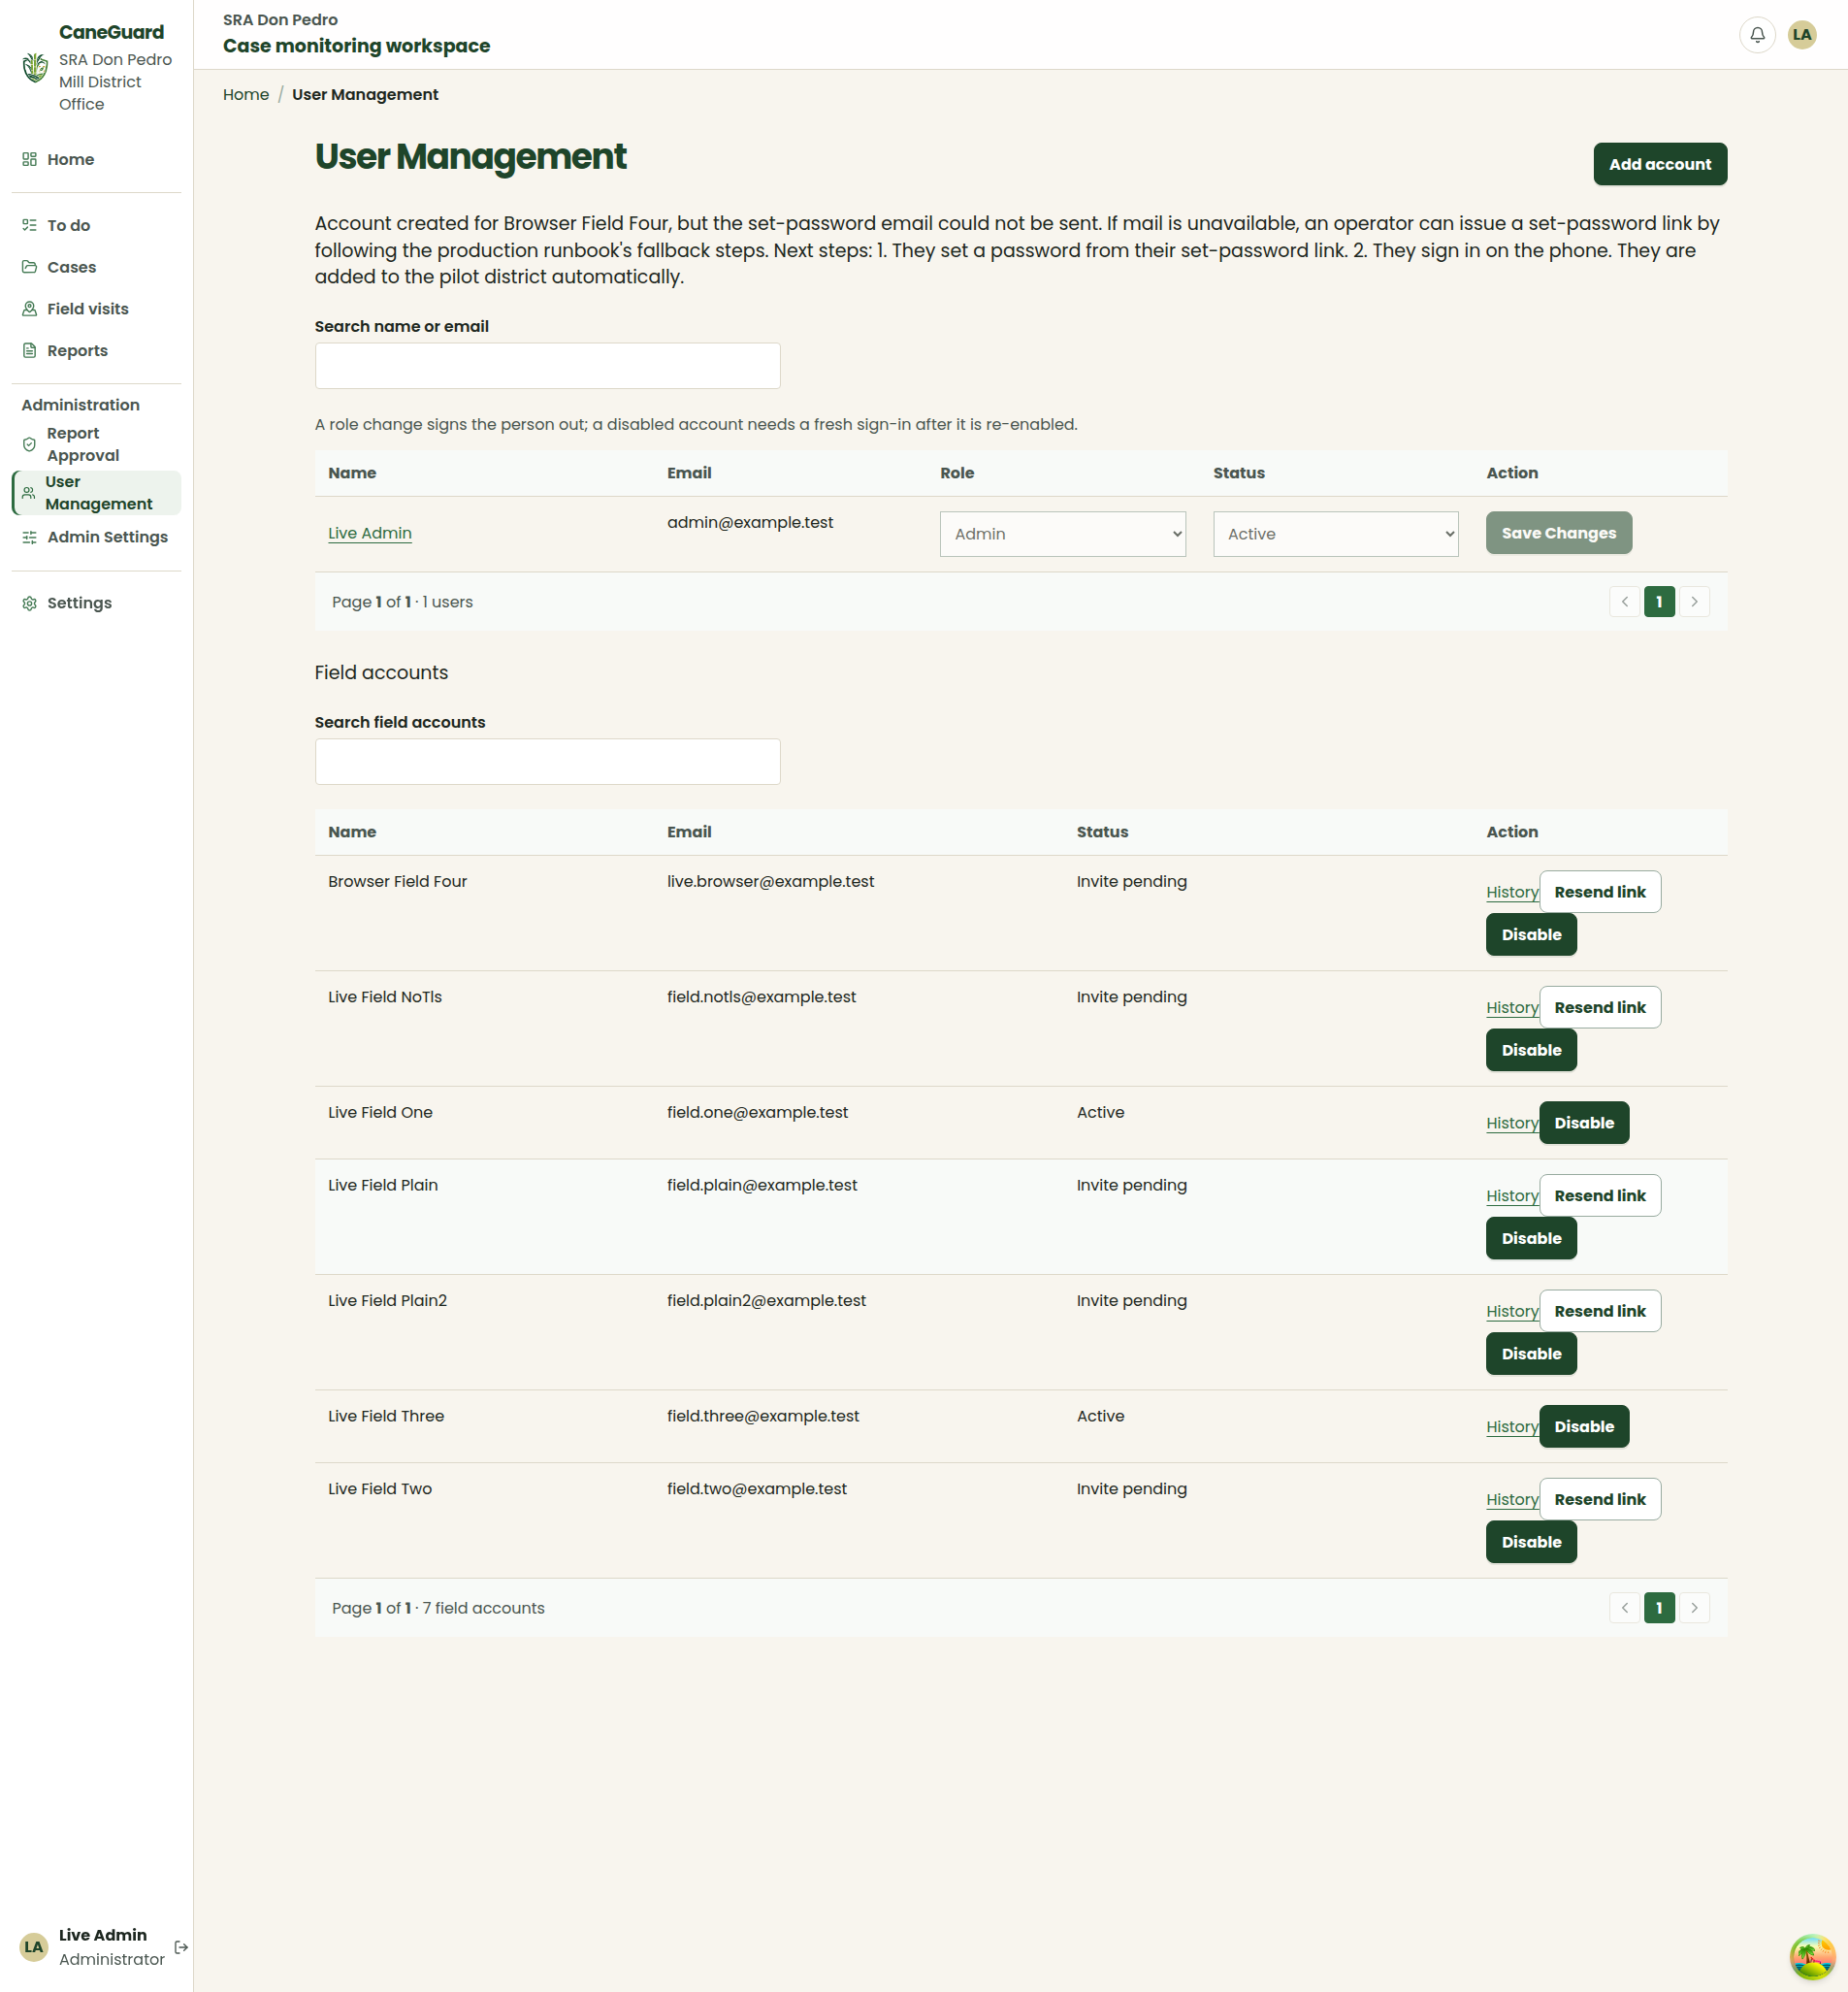 CaneGuard
SRA Don Pedro
Mill District
Office
Home
To do
Cases
Field visits
Reports
Administration
Report
Approval
User
Management
Admin Settings
Settings
LA
Live Admin
Administrator
SRA Don Pedro
Case monitoring workspace
LA
Home / User Management
User Management
Add account
Account created for Browser Field Four, but the set-password email could not be sent. If mail is unavailable, an operator can issue a set-password link by
following the production runbook's fallback steps. Next steps: 1. They set a password from their set-password link. 2. They sign in on the phone. They are
added to the pilot district automatically.
Search name or email
A role change signs the person out; a disabled account needs a fresh sign-in after it is re-enabled.
Name Email Role Status Action
Live Admin admin@example.test Admin Active Save Changes
Page 1 of 1 · 1 users 1
Field accounts
Search field accounts
Name Email Status Action
Browser Field Four live.browser@example.test Invite pending History Resend link
Disable
Live Field NoTls field.notls@example.test Invite pending History Resend link
Disable
Live Field One field.one@example.test Active History Disable
Live Field Plain field.plain@example.test Invite pending History Resend link
Disable
Live Field Plain2 field.plain2@example.test Invite pending History Resend link
Disable
Live Field Three field.three@example.test Active History Disable
Live Field Two field.two@example.test Invite pending History Resend link
Disable
Page 1 of 1 · 7 field accounts 1